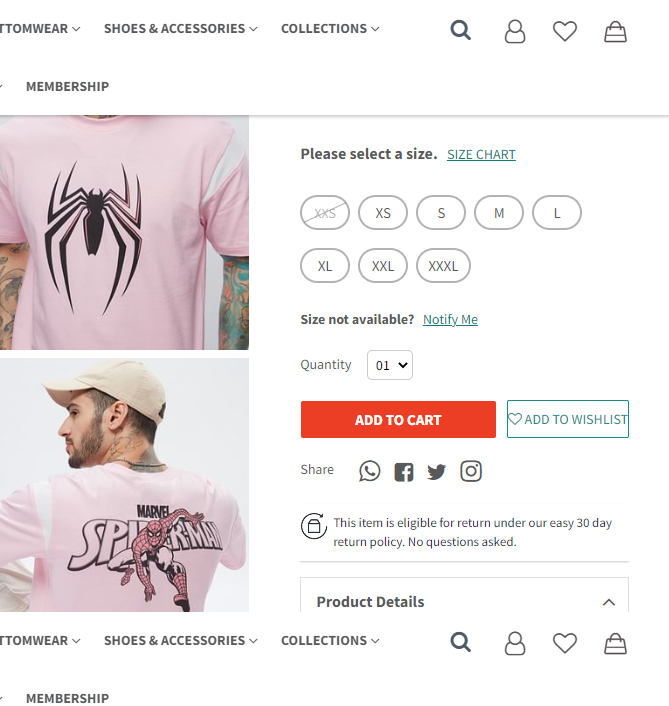 TTOMWEAR SHOES & ACCESSORIES COLLECTIONS
MEMBERSHIP
Please select a size. SIZE CHART
XXS XS S M L
XL XXL XXXL
Size not available? Notify Me
Quantity 01
ADD TO CART ADD TO WISHLIST
Share
This item is eligible for return under our easy 30 day
return policy. No questions asked.
MARVEL
SPIDER-MAN
Product Details
TTOMWEAR SHOES & ACCESSORIES COLLECTIONS
MEMBERSHIP